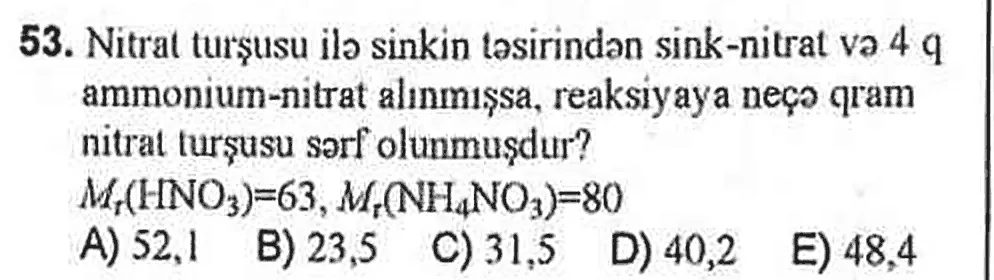 53. Nitrat turşusu ilə sinkin təsirindən sink-nitrat və 4 q
ammonium-nitrat alınmışsa, reaksiyaya neçə qram
nitrat turşusu sərf olunmuşdur?
Mᵣ(HNO₃)=63, Mᵣ(NH₄NO₃)=80
A) 52,1 B) 23,5 C) 31,5 D) 40,2 E) 48,4